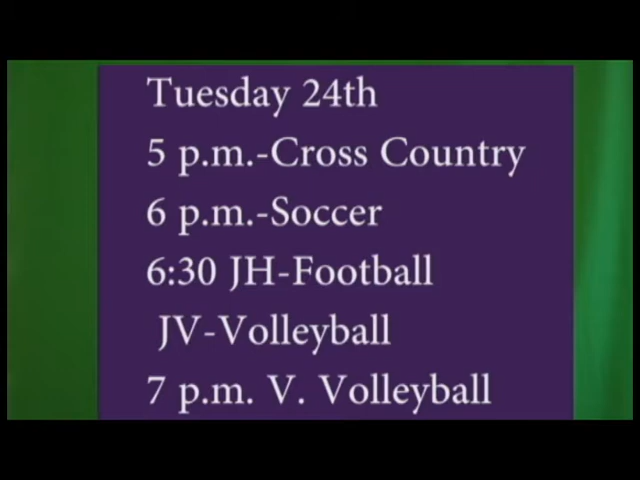 Tuesday 24th
5 p.m.-Cross Country
6 p.m.-Soccer
6:30 JH-Football
JV-Volleyball
7 p.m. V. Volleyball